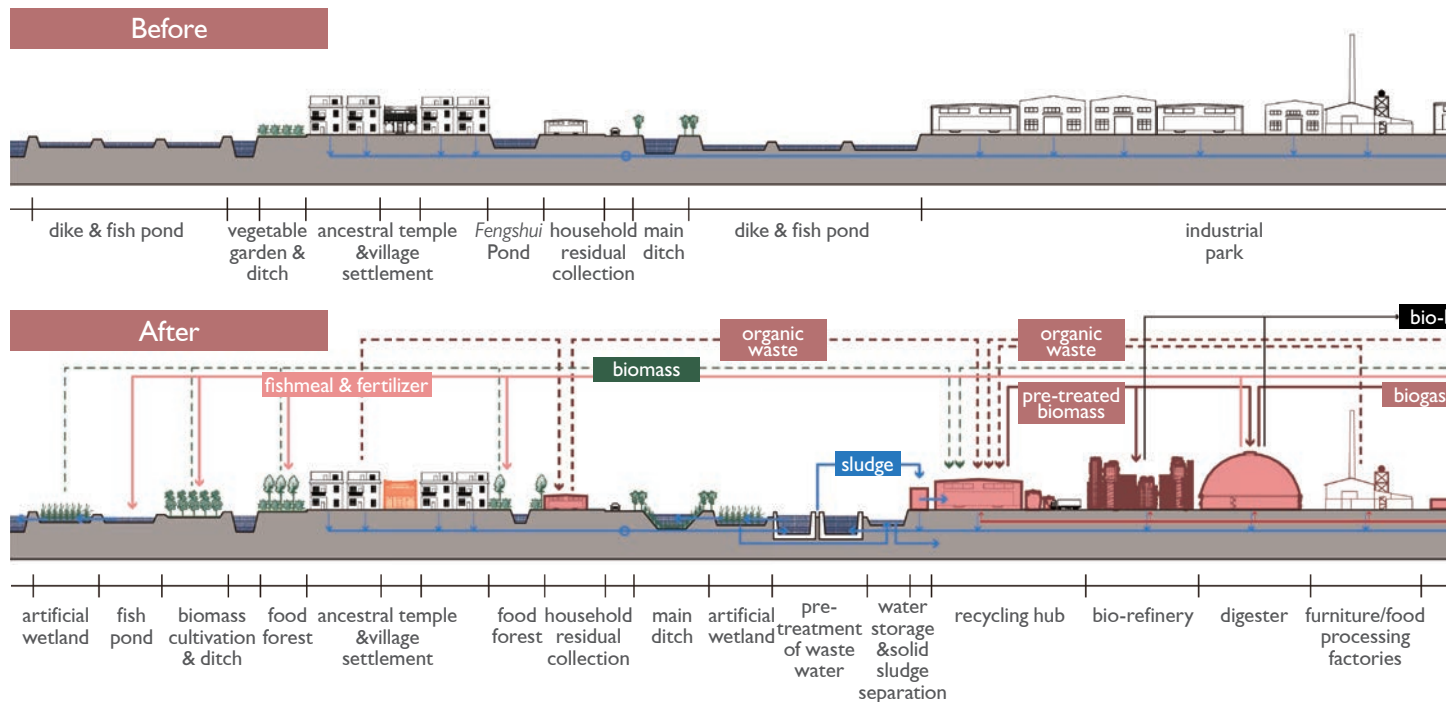 Before
dike & fish pond
vegetable
garden &
ditch
ancestral temple
&village
settlement
Fengshui
Pond
household
residual
collection
main
ditch
dike & fish pond
industrial
park
After
organic
waste
organic
waste
biomass
fishmeal & fertilizer
pre-treated
biomass
biogas
sludge
artificial
wetland
fish
pond
biomass
cultivation
& ditch
food
forest
ancestral temple
&village
settlement
food
forest
household
residual
collection
main
ditch
artificial
wetland
pre-
treatment
of waste
water
water
storage
&solid
sludge
separation
recycling hub
bio-refinery
digester
furniture/food
processing
factories